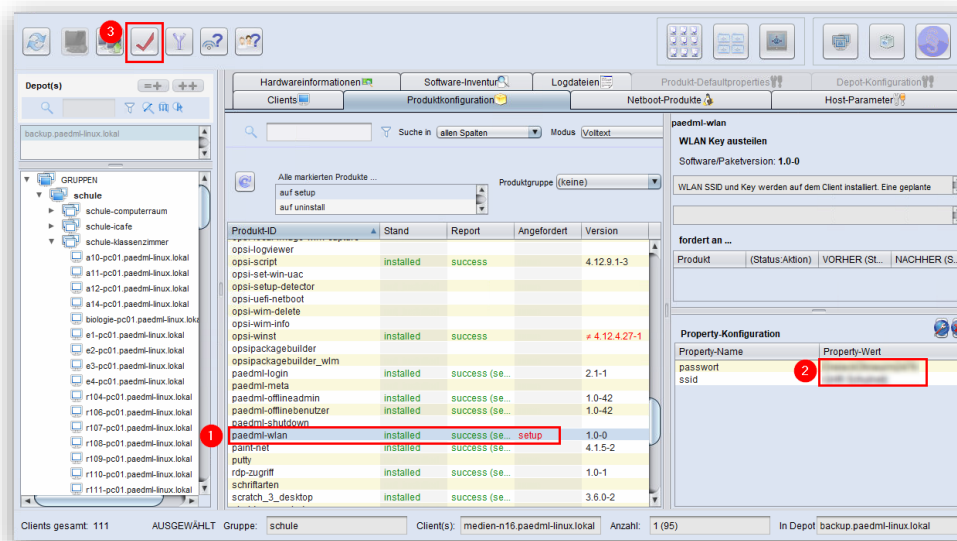 3
Depot(s)
=+
++
backup.paedml-linux.lokal
GRUPPEN
schule
schule-computerraum
schule-icafe
schule-klassenzimmer
a10-pc01.paedml-linux.lokal
a11-pc01.paedml-linux.lokal
a12-pc01.paedml-linux.lokal
a14-pc01.paedml-linux.lokal
biologie-pc01.paedml-linux.loka
e1-pc01.paedml-linux.lokal
e2-pc01.paedml-linux.lokal
e3-pc01.paedml-linux.lokal
e4-pc01.paedml-linux.lokal
r104-pc01.paedml-linux.lokal
r106-pc01.paedml-linux.lokal
r107-pc01.paedml-linux.lokal
r108-pc01.paedml-linux.lokal
r109-pc01.paedml-linux.lokal
r110-pc01.paedml-linux.lokal
r111-pc01.paedml-linux.lokal
Hardwareinformationen Software-Inventur Logdateien Produkt-Defaultproperties Depot-Konfiguration
Clients Produktkonfiguration Netboot-Produkte Host-Parameter
Suche in allen Spalten Modus Volltext
Alle markierten Produkte ...
auf setup
auf uninstall
Produktgruppe (keine)
Produkt-ID Stand Report Angefordert Version
opsi-logviewer
opsi-script installed success 4.12.9.1-3
opsi-set-win-uac
opsi-setup-detector
opsi-uefi-netboot
opsi-wim-delete
opsi-wim-info
opsi-winst installed success ≠ 4.12.4.27-1
opsipackagebuilder
opsipackagebuilder_wlm
paedml-login installed success (se... 2.1-1
paedml-meta
paedml-offlineadmin installed success (se... 1.0-42
paedml-offlinebenutzer installed success (se... 1.0-42
paedml-shutdown
1 paedml-wlan installed success (se... setup 1.0-0
paint-net installed success (se... 4.1.5-2
putty
rdp-zugriff installed success (se... 1.0-1
schriftarten
scratch_3_desktop installed success (se... 3.6.0-2
paedml-wlan
WLAN Key austeilen
Software/Paketversion: 1.0-0
WLAN SSID und Key werden auf dem Client installiert. Eine geplante
fordert an ...
Produkt (Status:Aktion) VORHER (St... NACHHER (S...
Property-Konfiguration
Property-Name Property-Wert
passwort
2
ssid
Clients gesamt: 111 AUSGEWÄHLT Gruppe: schule Client(s): medien-n16.paedml-linux.lokal Anzahl: 1 (95) In Depot backup.paedml-linux.lokal